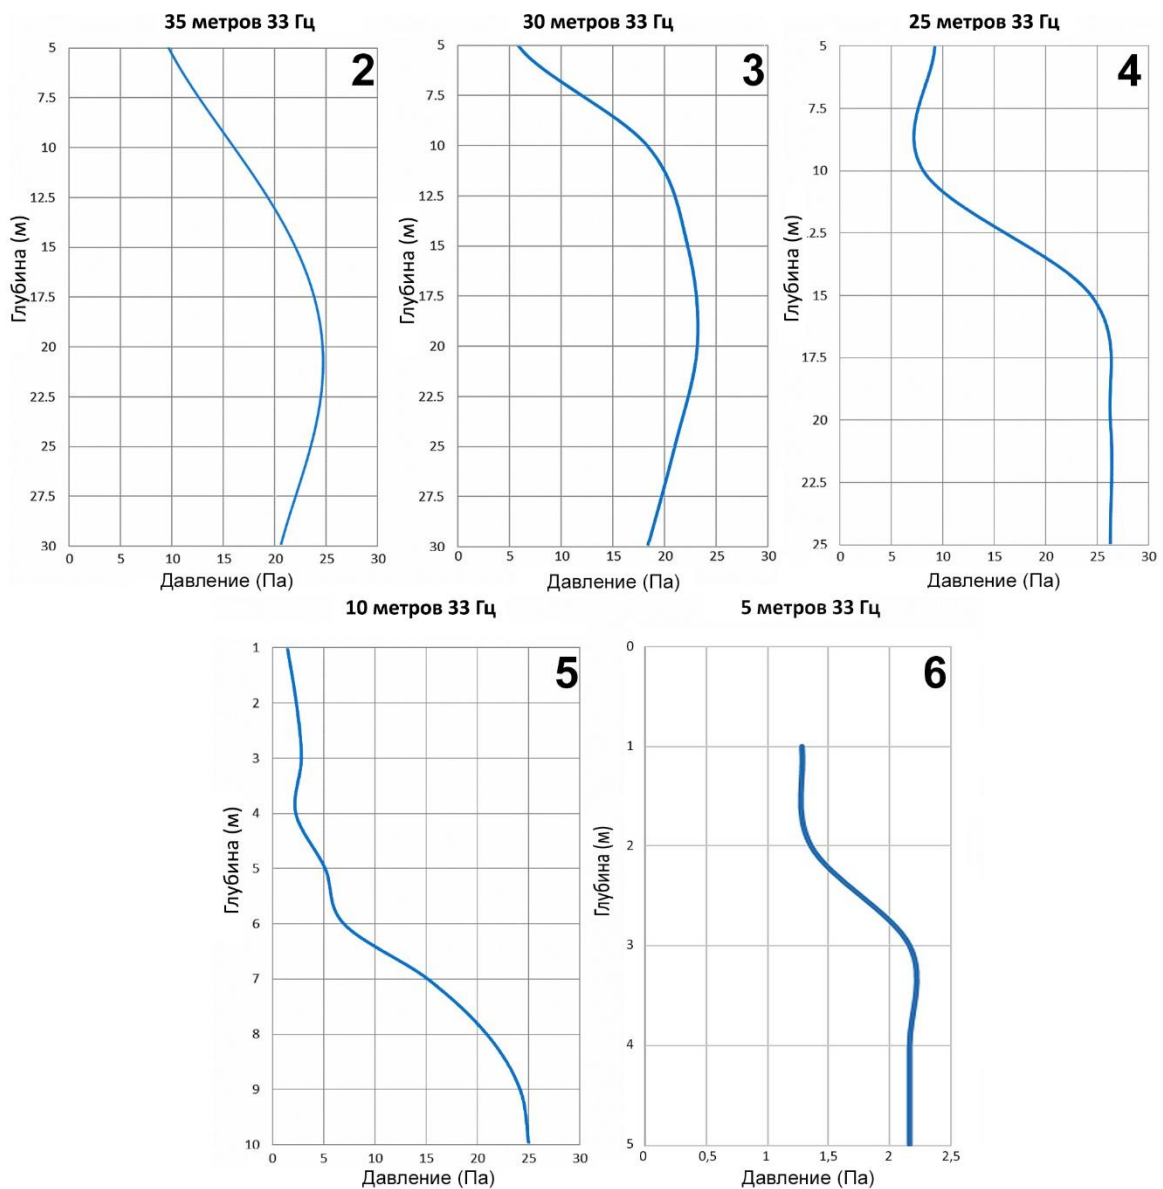 35 метров 33 Гц
2
5
7.5
10
12.5
15
17.5
20
22.5
25
27.5
30
0 5 10 15 20 25 30
Глубина (м)
Давление (Па)
30 метров 33 Гц
3
5
7.5
10
12.5
15
17.5
20
22.5
25
27.5
30
0 5 10 15 20 25 30
Глубина (м)
Давление (Па)
25 метров 33 Гц
4
5
7.5
10
.2.5
15
17.5
20
22.5
25
0 5 10 15 20 25 30
Глубина (м)
Давление (Па)
10 метров 33 Гц
5
1
2
3
4
5
6
7
8
9
10
0 5 10 15 20 25 30
Глубина (м)
Давление (Па)
5 метров 33 Гц
6
0
1
2
3
4
5
0 0,5 1 1,5 2 2,5
Глубина (м)
Давление (Па)